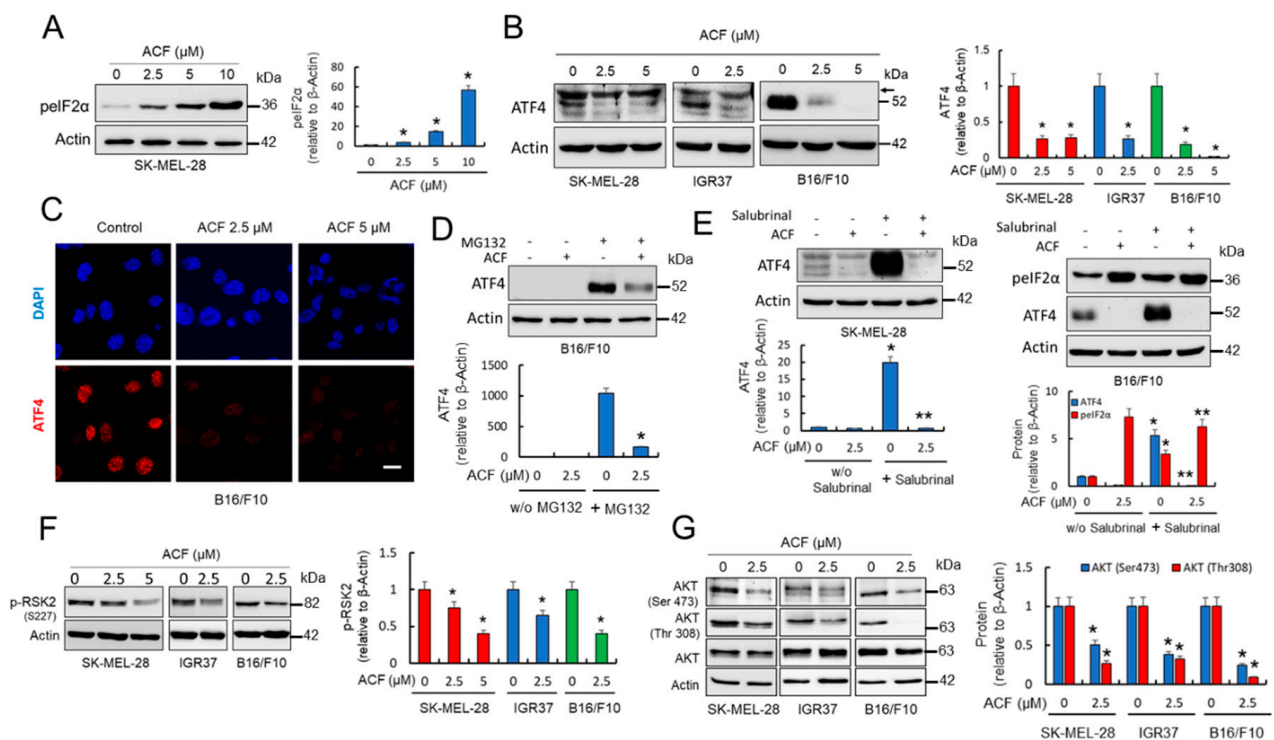 A
ACF (µM)
0 2.5 5 10 kDa
peIF2α 36
Actin 42
SK-MEL-28
peIF2α
(relative to β-Actin)
80
60
40
20
0
0 2.5 5 10
* * *
ACF (µM)
B
ACF (µM)
0 2.5 5 0 2.5 0 2.5 5 kDa
ATF4 52
Actin 42
SK-MEL-28 IGR37 B16/F10
ATF4
(relative to β-Actin)
1.5
1
0.5
0
* * * * *
0 2.5 5 0 2.5 0 2.5 5
ACF (µM)
SK-MEL-28 IGR37 B16/F10
C
Control ACF 2.5 µM ACF 5 µM
DAPI
ATF4
B16/F10
D
MG132 - - + +
ACF - + - + kDa
ATF4 52
Actin 42
B16/F10
ATF4
(relative to β-Actin)
1500
1000
500
0
*
ACF (µM) 0 2.5 0 2.5
w/o MG132 + MG132
E
Salubrinal - - + +
ACF - + - + kDa
ATF4 52
Actin 42
SK-MEL-28
ATF4
(relative to β-Actin)
25
20
15
10
5
0
* **
ACF (µM) 0 2.5 0 2.5
w/o
Salubrinal
+ Salubrinal
Salubrinal - - + +
ACF - + - + kDa
peIF2α 36
ATF4 52
Actin 42
B16/F10
ATF4
peIF2α
Protein
(relative to β-Actin)
10
5
0
* * ** **
ACF (µM) 0 2.5 0 2.5
w/o Salubrinal + Salubrinal
F
ACF (µM)
0 2.5 5 0 2.5 0 2.5 kDa
p-RSK2
(S227)
82
Actin 42
SK-MEL-28 IGR37 B16/F10
p-RSK2
(relative to β-Actin)
1.5
1
0.5
0
* * * *
ACF (µM) 0 2.5 5 0 2.5 0 2.5
SK-MEL-28 IGR37 B16/F10
G
ACF (µM)
0 2.5 0 2.5 0 2.5 kDa
AKT
(Ser 473)
63
AKT
(Thr 308)
63
AKT 63
Actin 42
SK-MEL-28 IGR37 B16/F10
AKT (Ser473) AKT (Thr308)
Protein
(relative to β-Actin)
1.5
1
0.5
0
* * * * * *
ACF (µM) 0 2.5 0 2.5 0 2.5
SK-MEL-28 IGR37 B16/F10